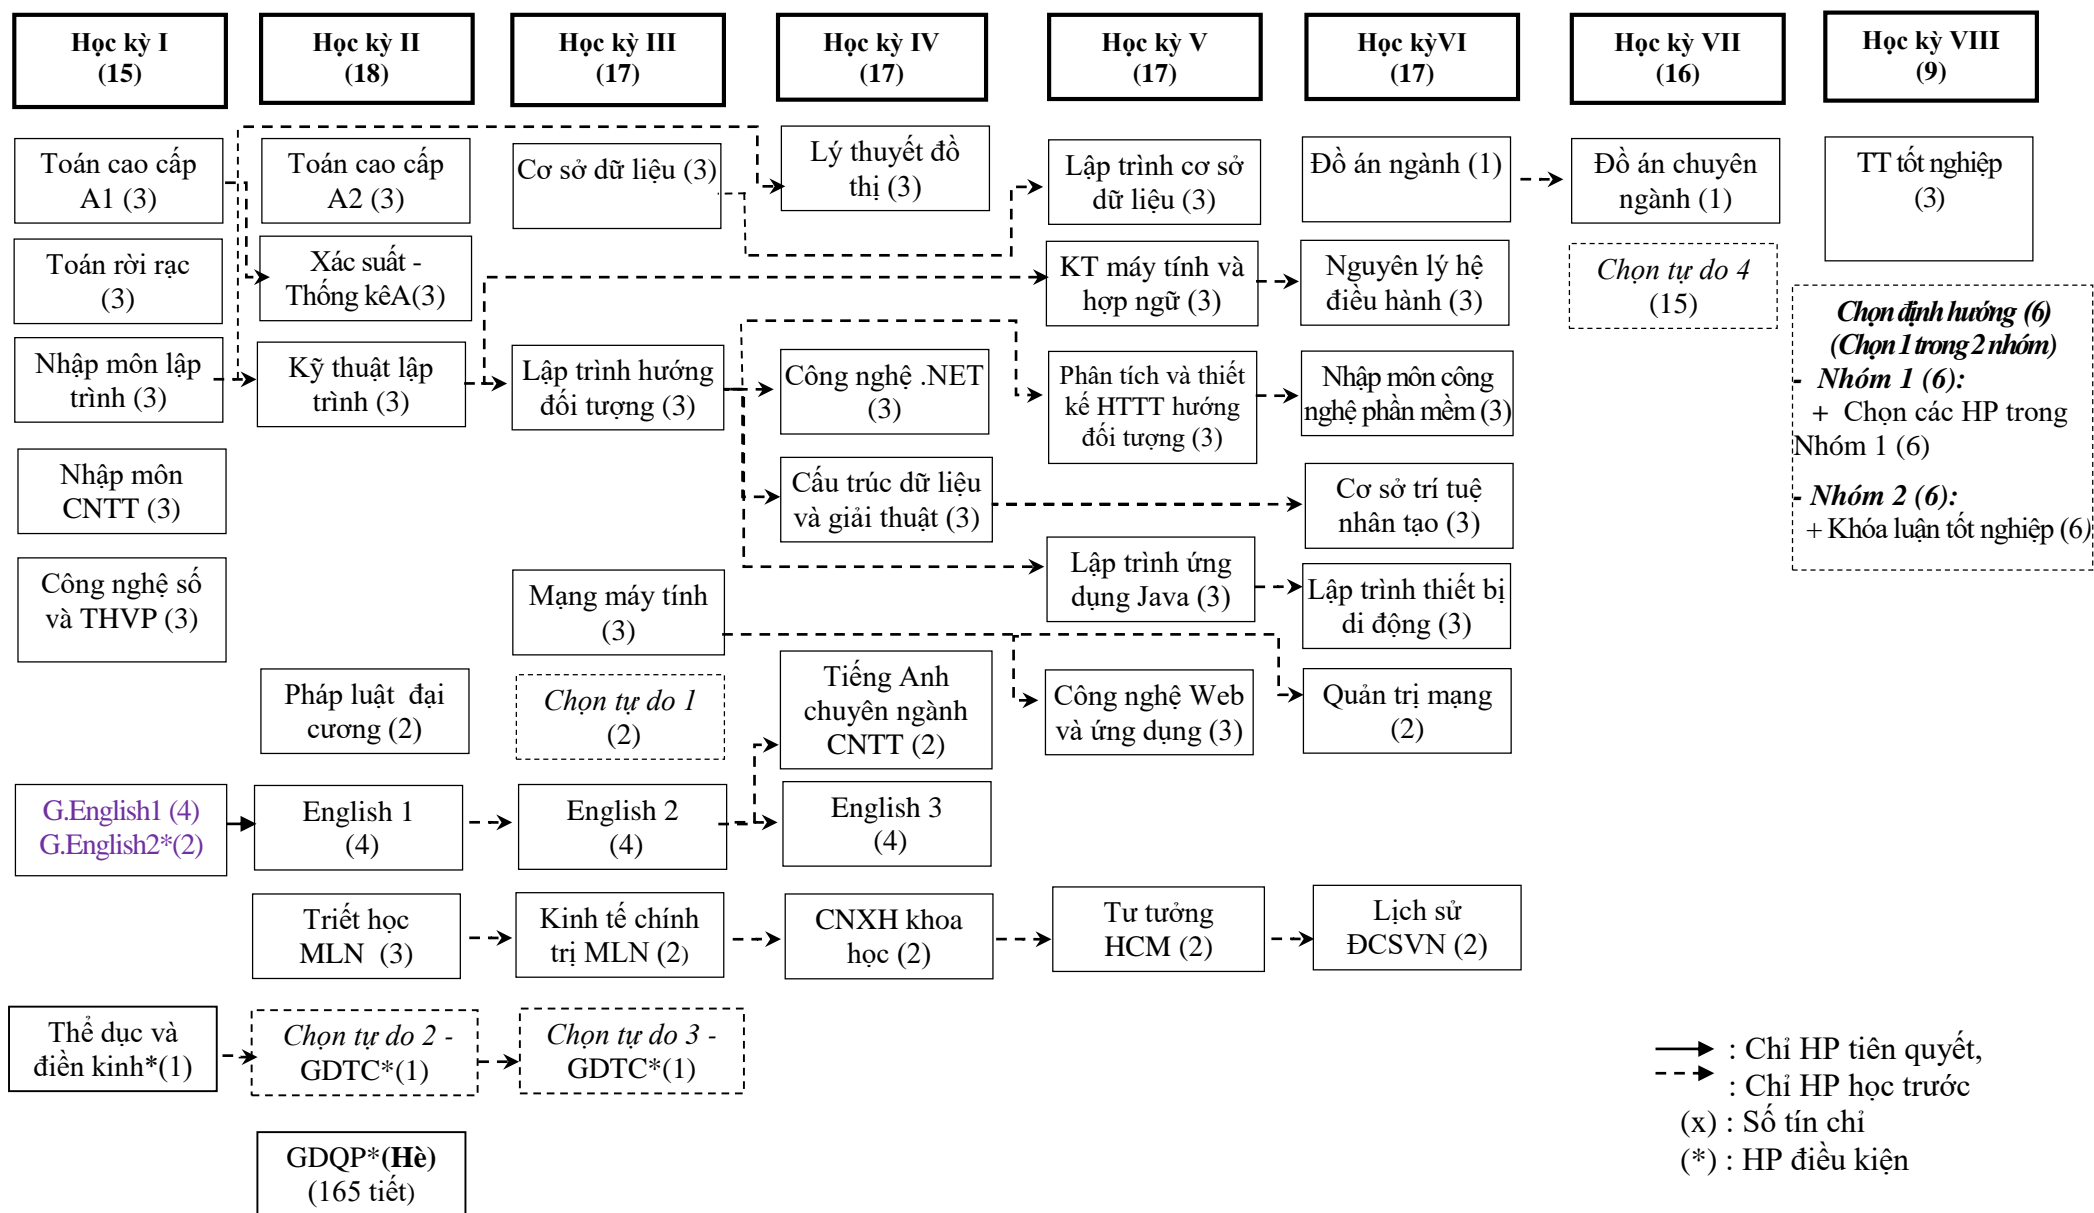 Học kỳ I
(15)
Học kỳ II
(18)
Học kỳ III
(17)
Học kỳ IV
(17)
Học kỳ V
(17)
Học kỳVI
(17)
Học kỳ VII
(16)
Học kỳ VIII
(9)
Toán cao cấp
A1 (3)
Toán cao cấp
A2 (3)
Cơ sở dữ liệu (3)
Lý thuyết đồ
thị (3)
Lập trình cơ sở
dữ liệu (3)
Đồ án ngành (1)
Đồ án chuyên
ngành (1)
TT tốt nghiệp
(3)
Toán rời rạc
(3)
Xác suất -
Thống kêA(3)
KT máy tính và
hợp ngữ (3)
Nguyên lý hệ
điều hành (3)
Chọn tự do 4
(15)
Chọn định hướng (6)
(Chọn 1 trong 2 nhóm)
- Nhóm 1 (6):
+ Chọn các HP trong
Nhóm 1 (6)
- Nhóm 2 (6):
+ Khóa luận tốt nghiệp (6)
Nhập môn lập
trình (3)
Kỹ thuật lập
trình (3)
Lập trình hướng
đối tượng (3)
Công nghệ .NET
(3)
Phân tích và thiết
kế HTTT hướng
đối tượng (3)
Nhập môn công
nghệ phần mềm (3)
Nhập môn
CNTT (3)
Cấu trúc dữ liệu
và giải thuật (3)
Cơ sở trí tuệ
nhân tạo (3)
Công nghệ số
và THVP (3)
Mạng máy tính
(3)
Lập trình ứng
dụng Java (3)
Lập trình thiết bị
di động (3)
Pháp luật đại
cương (2)
Chọn tự do 1
(2)
Tiếng Anh
chuyên ngành
CNTT (2)
Công nghệ Web
và ứng dụng (3)
Quản trị mạng
(2)
G.English1 (4)
G.English2*(2)
English 1
(4)
English 2
(4)
English 3
(4)
Triết học
MLN (3)
Kinh tế chính
trị MLN (2)
CNXH khoa
học (2)
Tư tưởng
HCM (2)
Lịch sử
ĐCSVN (2)
Thể dục và
điền kinh*(1)
Chọn tự do 2 -
GDTC*(1)
Chọn tự do 3 -
GDTC*(1)
GDQP*(Hè)
(165 tiết)
: Chỉ HP tiên quyết,
: Chỉ HP học trước
(x) : Số tín chỉ
(*) : HP điều kiện